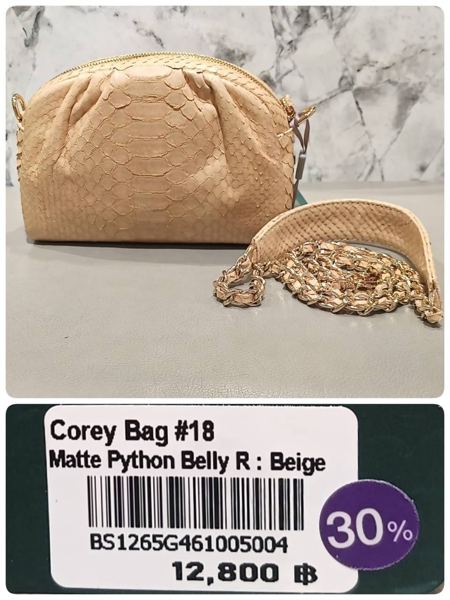 Corey Bag #18
Matte Python Belly R : Beige
BS1265G461005004
12,800 ฿
30%